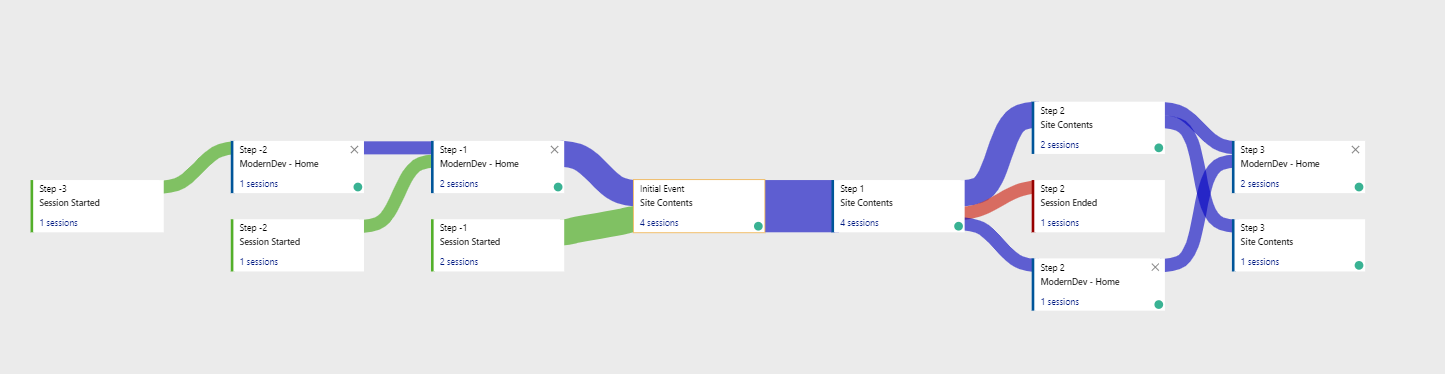 Step -3
Session Started
1 sessions
Step -2
ModernDev - Home
1 sessions
Step -2
Session Started
1 sessions
Step -1
ModernDev - Home
2 sessions
Step -1
Session Started
2 sessions
Initial Event
Site Contents
4 sessions
Step 1
Site Contents
4 sessions
Step 2
Site Contents
2 sessions
Step 2
Session Ended
1 sessions
Step 2
ModernDev - Home
1 sessions
Step 3
ModernDev - Home
2 sessions
Step 3
Site Contents
1 sessions